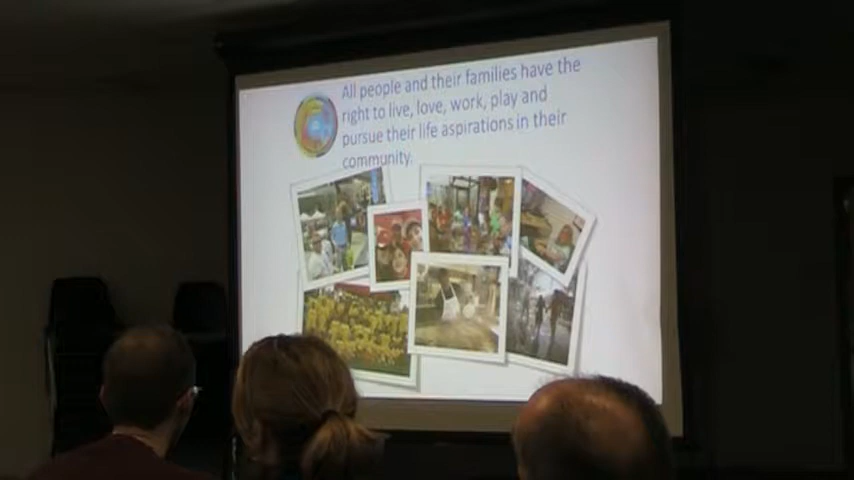 All people and their families have the
right to live, love, work, play and
pursue their life aspirations in their
community.